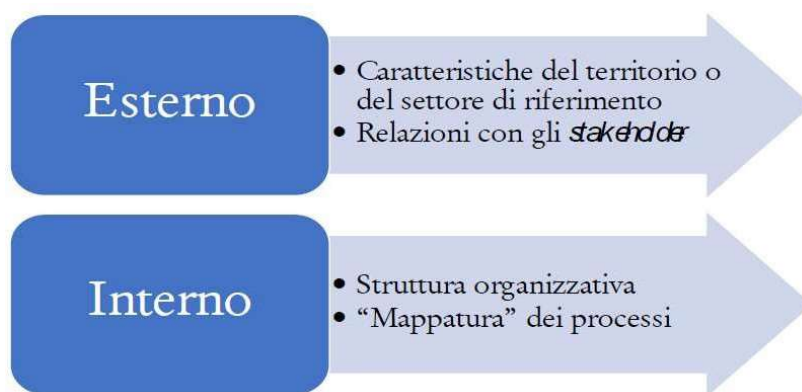 Esterno
• Caratteristiche del territorio o
del settore di riferimento
• Relazioni con gli stakeholder
Interno
• Struttura organizzativa
• “Mappatura” dei processi